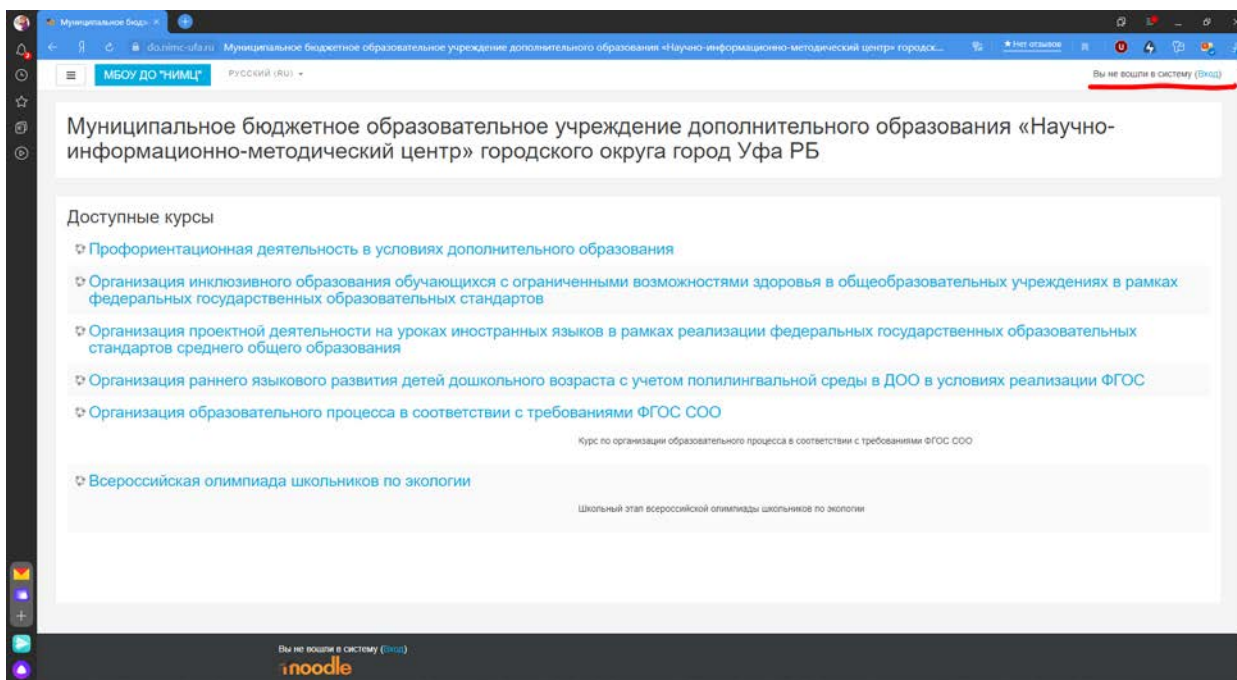 Муниципальное бюдж
do.nimc-ufa.ru Муниципальное бюджетное образовательное учреждение дополнительного образования «Научно-информационно-методический центр» городск...
★ Нет отзывов
МБОУ ДО "НИМЦ"
РУССКИЙ (RU)
Вы не вошли в систему (Вход)
Муниципальное бюджетное образовательное учреждение дополнительного образования «Научно-
информационно-методический центр» городского округа город Уфа РБ
Доступные курсы
Профориентационная деятельность в условиях дополнительного образования
Организация инклюзивного образования обучающихся с ограниченными возможностями здоровья в общеобразовательных учреждениях в рамках
федеральных государственных образовательных стандартов
Организация проектной деятельности на уроках иностранных языков в рамках реализации федеральных государственных образовательных
стандартов среднего общего образования
Организация раннего языкового развития детей дошкольного возраста с учетом полилингвальной среды в ДОО в условиях реализации ФГОС
Организация образовательного процесса в соответствии с требованиями ФГОС СОО
Курс по организации образовательного процесса в соответствии с требованиями ФГОС СОО
Всероссийская олимпиада школьников по экологии
Школьный этап всероссийской олимпиады школьников по экологии
Вы не вошли в систему (Вход)
moodle